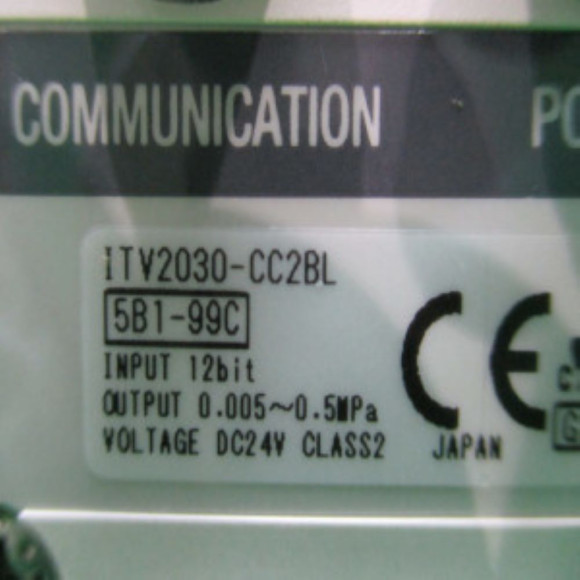 COMMUNICATION
ITV2030-CC2BL
5B1-99C
INPUT 12bit
OUTPUT 0.005~0.5MPa
VOLTAGE DC24V CLASS2
CE
JAPAN